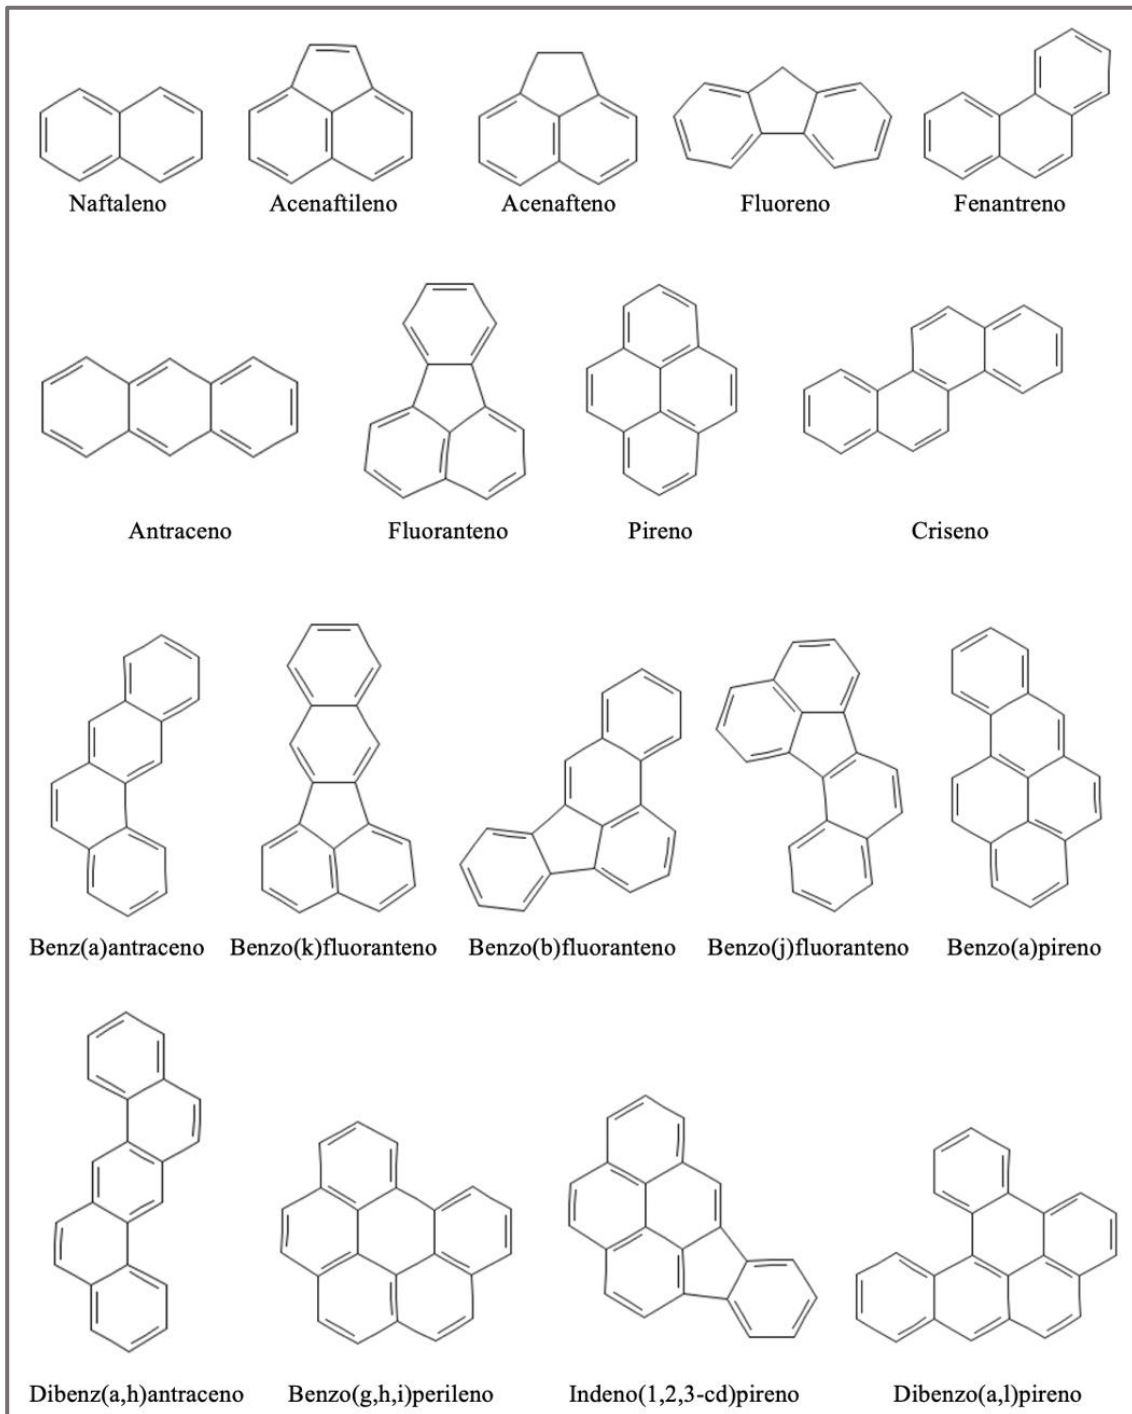 Naftaleno Acenaftileno Acenafteno Fluoreno Fenantreno
Antraceno Fluoranteno Pireno Criseno
Benz(a)antraceno Benzo(k)fluoranteno Benzo(b)fluoranteno Benzo(j)fluoranteno Benzo(a)pireno
Dibenz(a,h)antraceno Benzo(g,h,i)perileno Indeno(1,2,3-cd)pireno Dibenzo(a,l)pireno